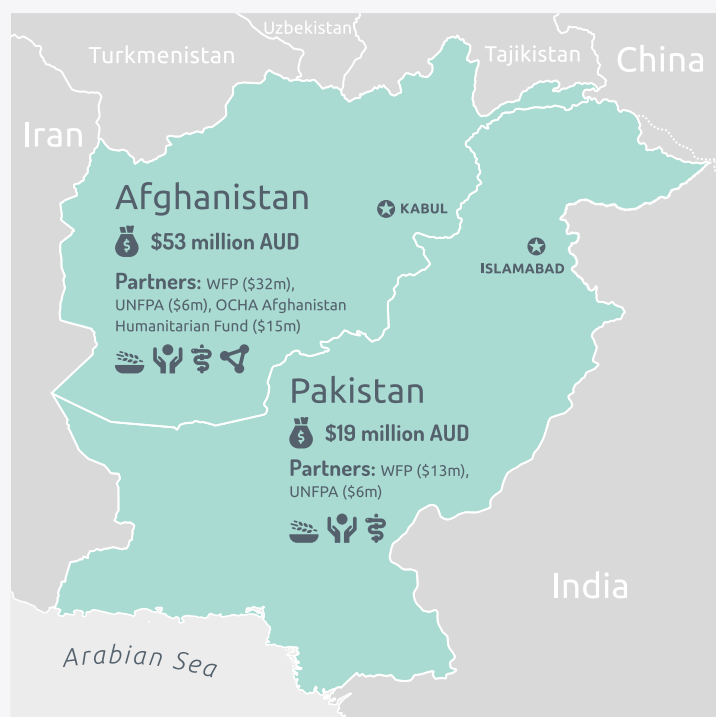 Uzbekistan
Turkmenistan
Tajikistan
China
Iran
Afghanistan
KABUL
$53 million AUD
ISLAMABAD
Partners: WFP ($32m),
UNFPA ($6m), OCHA Afghanistan
Humanitarian Fund ($15m)
Pakistan
$19 million AUD
Partners: WFP ($13m),
UNFPA ($6m)
India
Arabian Sea